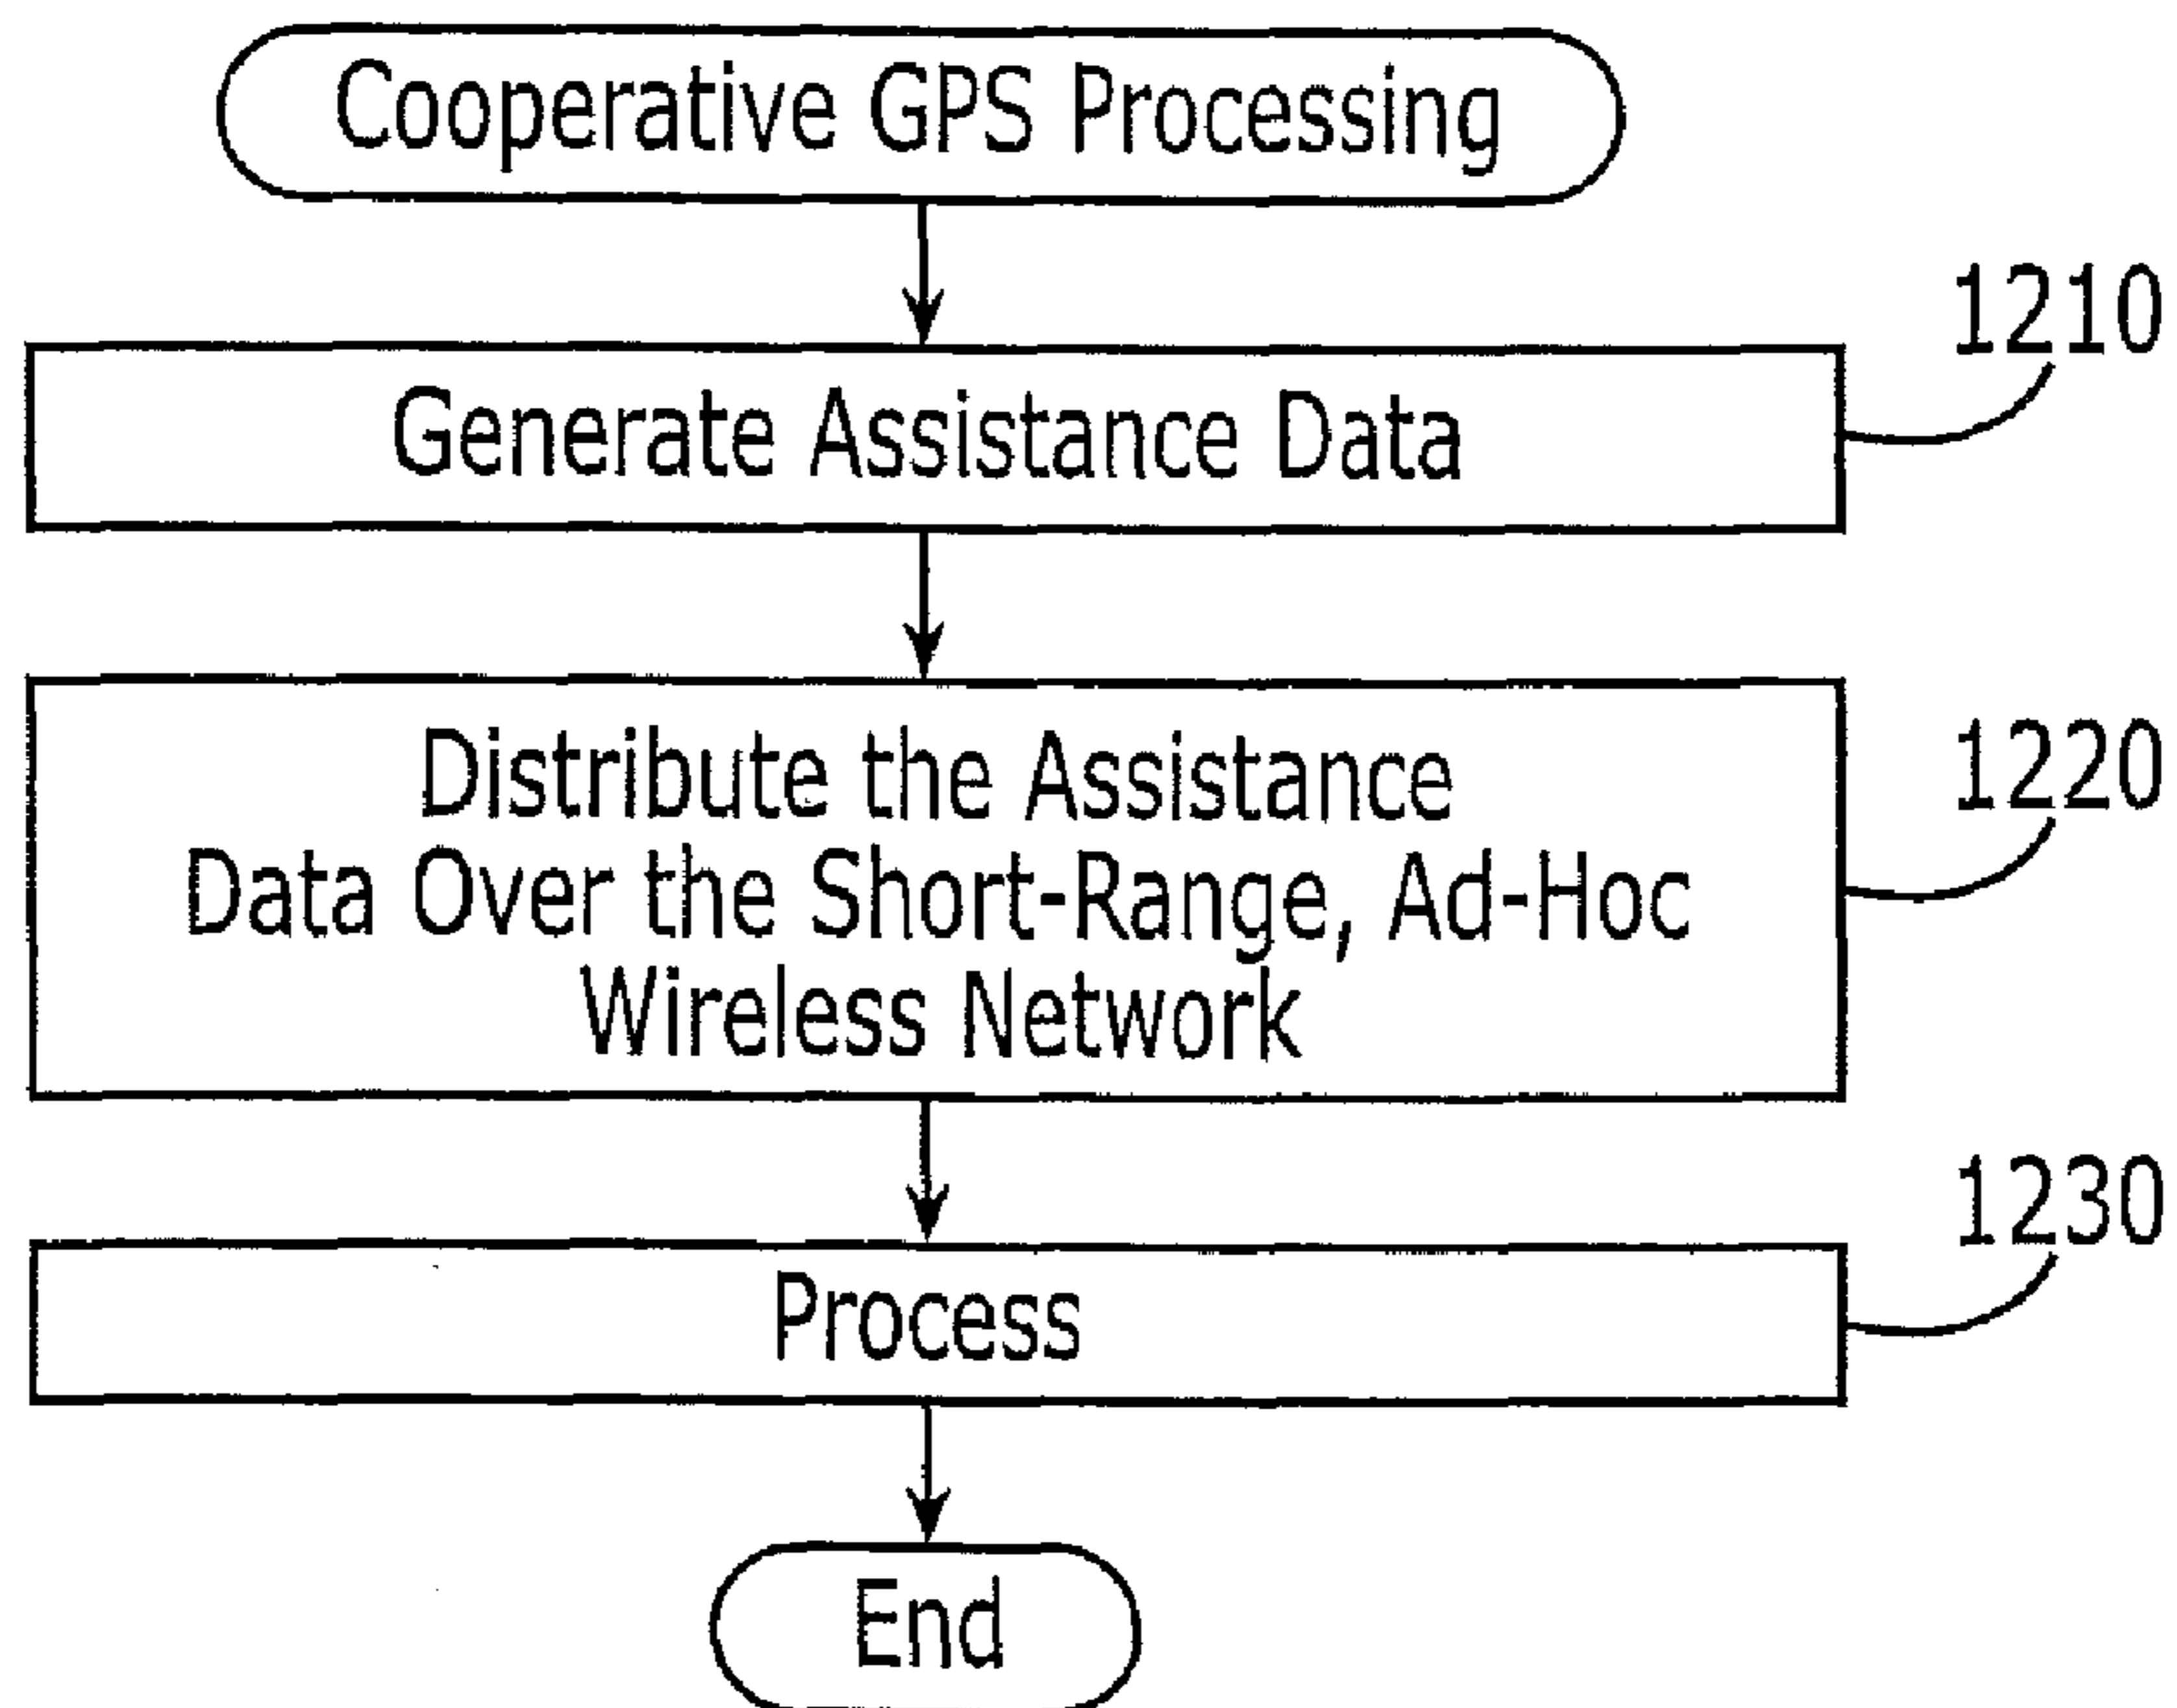 Cooperative GPS Processing
1210
Generate Assistance Data
1220
Distribute the Assistance
Data Over the Short-Range, Ad-Hoc
Wireless Network
1230
Process
End